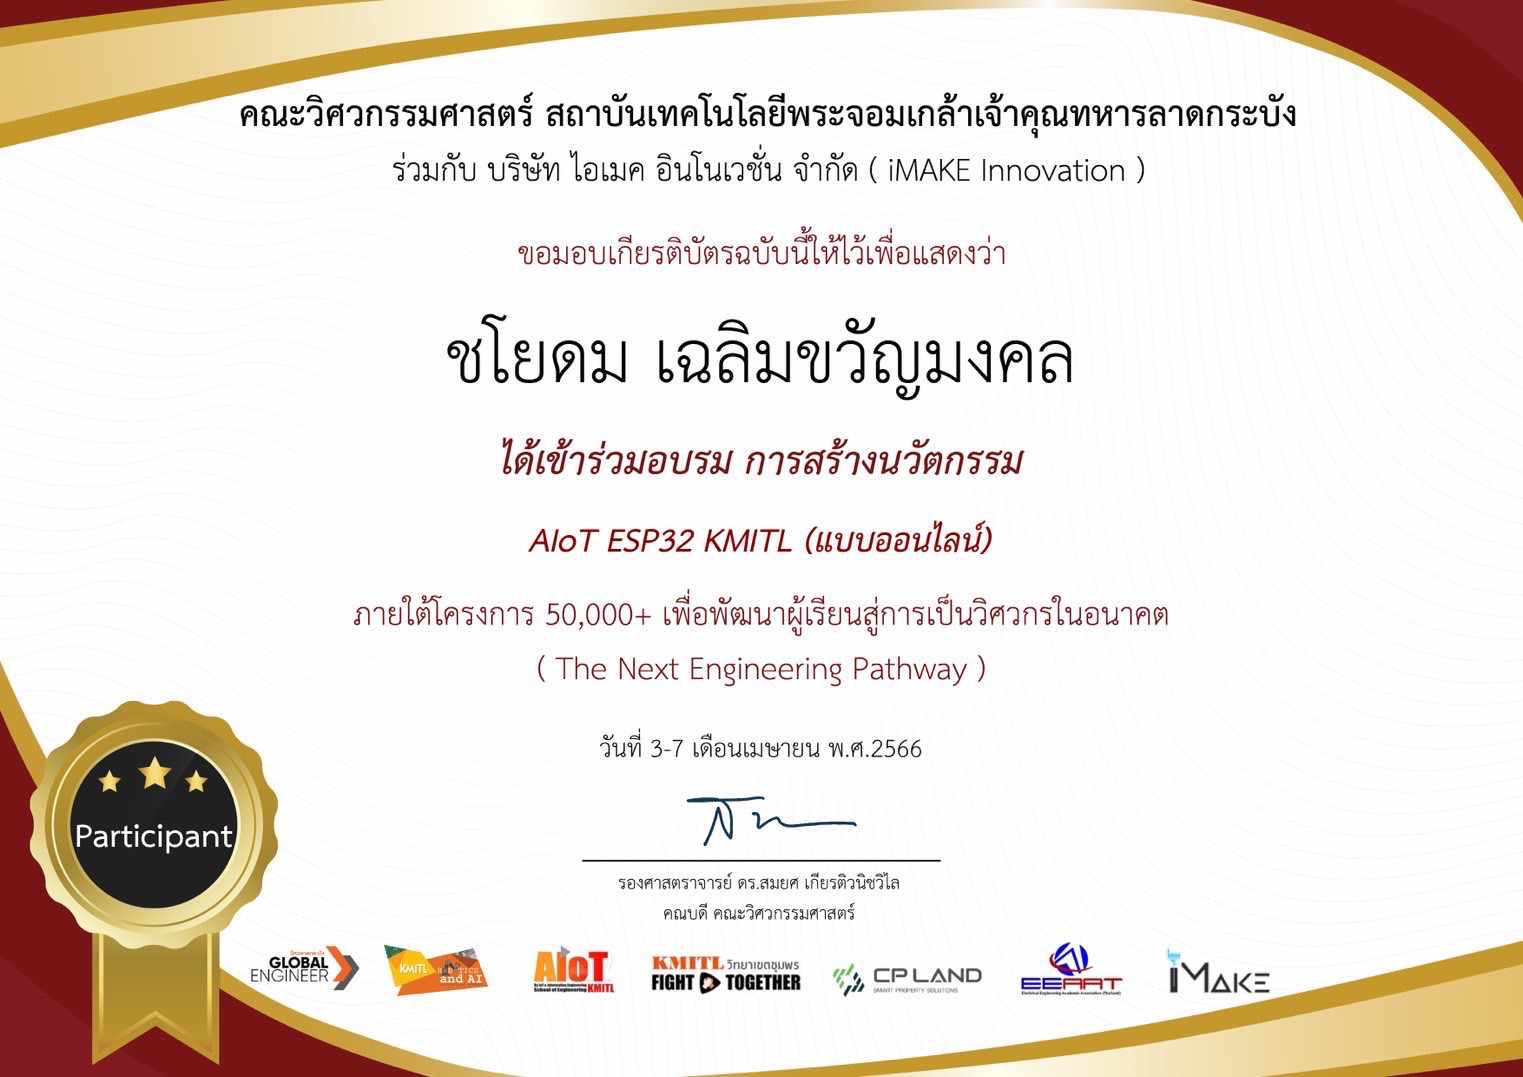 คณะวิศวกรรมศาสตร์ สถาบันเทคโนโลยีพระจอมเกล้าเจ้าคุณทหารลาดกระบัง
ร่วมกับ บริษัท ไอเมค อินโนเวชั่น จำกัด ( iMAKE Innovation )
ขอมอบเกียรติบัตรฉบับนี้ให้ไว้เพื่อแสดงว่า
ชโยดม เฉลิมขวัญมงคล
ได้เข้าร่วมอบรม การสร้างนวัตกรรม
AIoT ESP32 KMITL (แบบออนไลน์)
ภายใต้โครงการ 50,000+ เพื่อพัฒนาผู้เรียนสู่การเป็นวิศวกรในอนาคต
( The Next Engineering Pathway )
วันที่ 3-7 เดือนเมษายน พ.ศ.2566
Participant
รองศาสตราจารย์ ดร.สมยศ เกียรติวนิชวิไล
คณบดี คณะวิศวกรรมศาสตร์
GLOBAL
ENGINEER
KMITL ROBOTICS
and AI
AIoT
School of Engineering KMITL
KMITL วิทยาเขตชุมพร
FIGHT TOGETHER
CP LAND
SMART PROPERTY SOLUTIONS
EEAAT
Electrical Engineering Academic Association (Thailand)
iMAKE